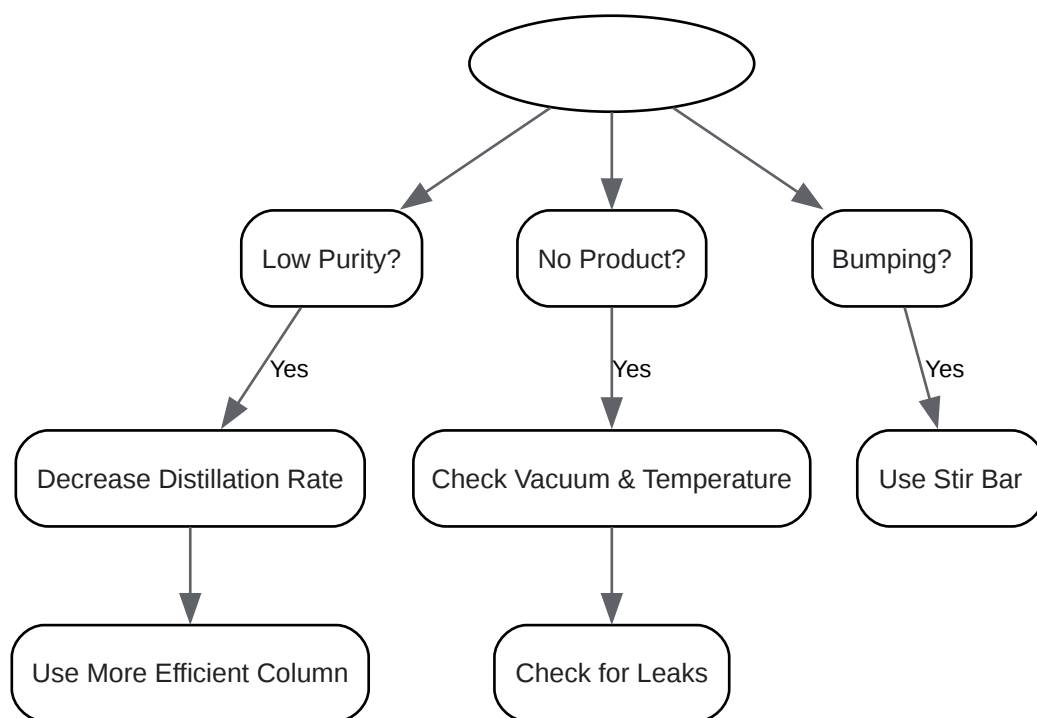 Low Purity?
No Product?
Bumping?
Yes
Yes
Yes
Decrease Distillation Rate
Check Vacuum & Temperature
Use Stir Bar
Use More Efficient Column
Check for Leaks